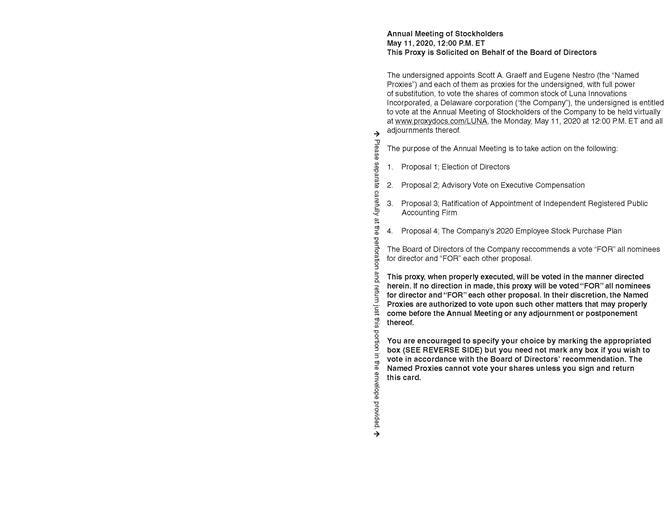 Annual Meeting of Stockholders
May 11, 2020, 12:00 P.M. ET
This Proxy is Solicited on Behalf of the Board of Directors
The undersigned appoints Scott A. Graeff and Eugene Nestro (the “Named
Proxies”) and each of them as proxies for the undersigned, with full power
of substitution, to vote the shares of common stock of Luna Innovations
Incorporated, a Delaware corporation (“the Company”), the undersigned is entitled
to vote at the Annual Meeting of Stockholders of the Company to be held virtually
at www.proxydocs.com/LUNA, the Monday, May 11, 2020 at 12:00 P.M. ET and all
adjournments thereof.
The purpose of the Annual Meeting is to take action on the following:
1. Proposal 1; Election of Directors
2. Proposal 2; Advisory Vote on Executive Compensation
3. Proposal 3; Ratification of Appointment of Independent Registered Public
Accounting Firm
4. Proposal 4; The Company's 2020 Employee Stock Purchase Plan
The Board of Directors of the Company reccommends a vote “FOR” all nominees
for director and “FOR” each other proposal.
This proxy, when properly executed, will be voted in the manner directed
herein. If no direction in made, this proxy will be voted “FOR” all nominees
for director and “FOR” each other proposal. In their discretion, the Named
Proxies are authorized to vote upon such other matters that may properly
come before the Annual Meeting or any adjournment or postponement
thereof.
You are encouraged to specify your choice by marking the appropriated
box (SEE REVERSE SIDE) but you need not mark any box if you wish to
vote in accordance with the Board of Directors' recommendation. The
Named Proxies cannot vote your shares unless you sign and return
this card.
→ Please separate carefully at the perforation and return just this portion in the envelope provided. →